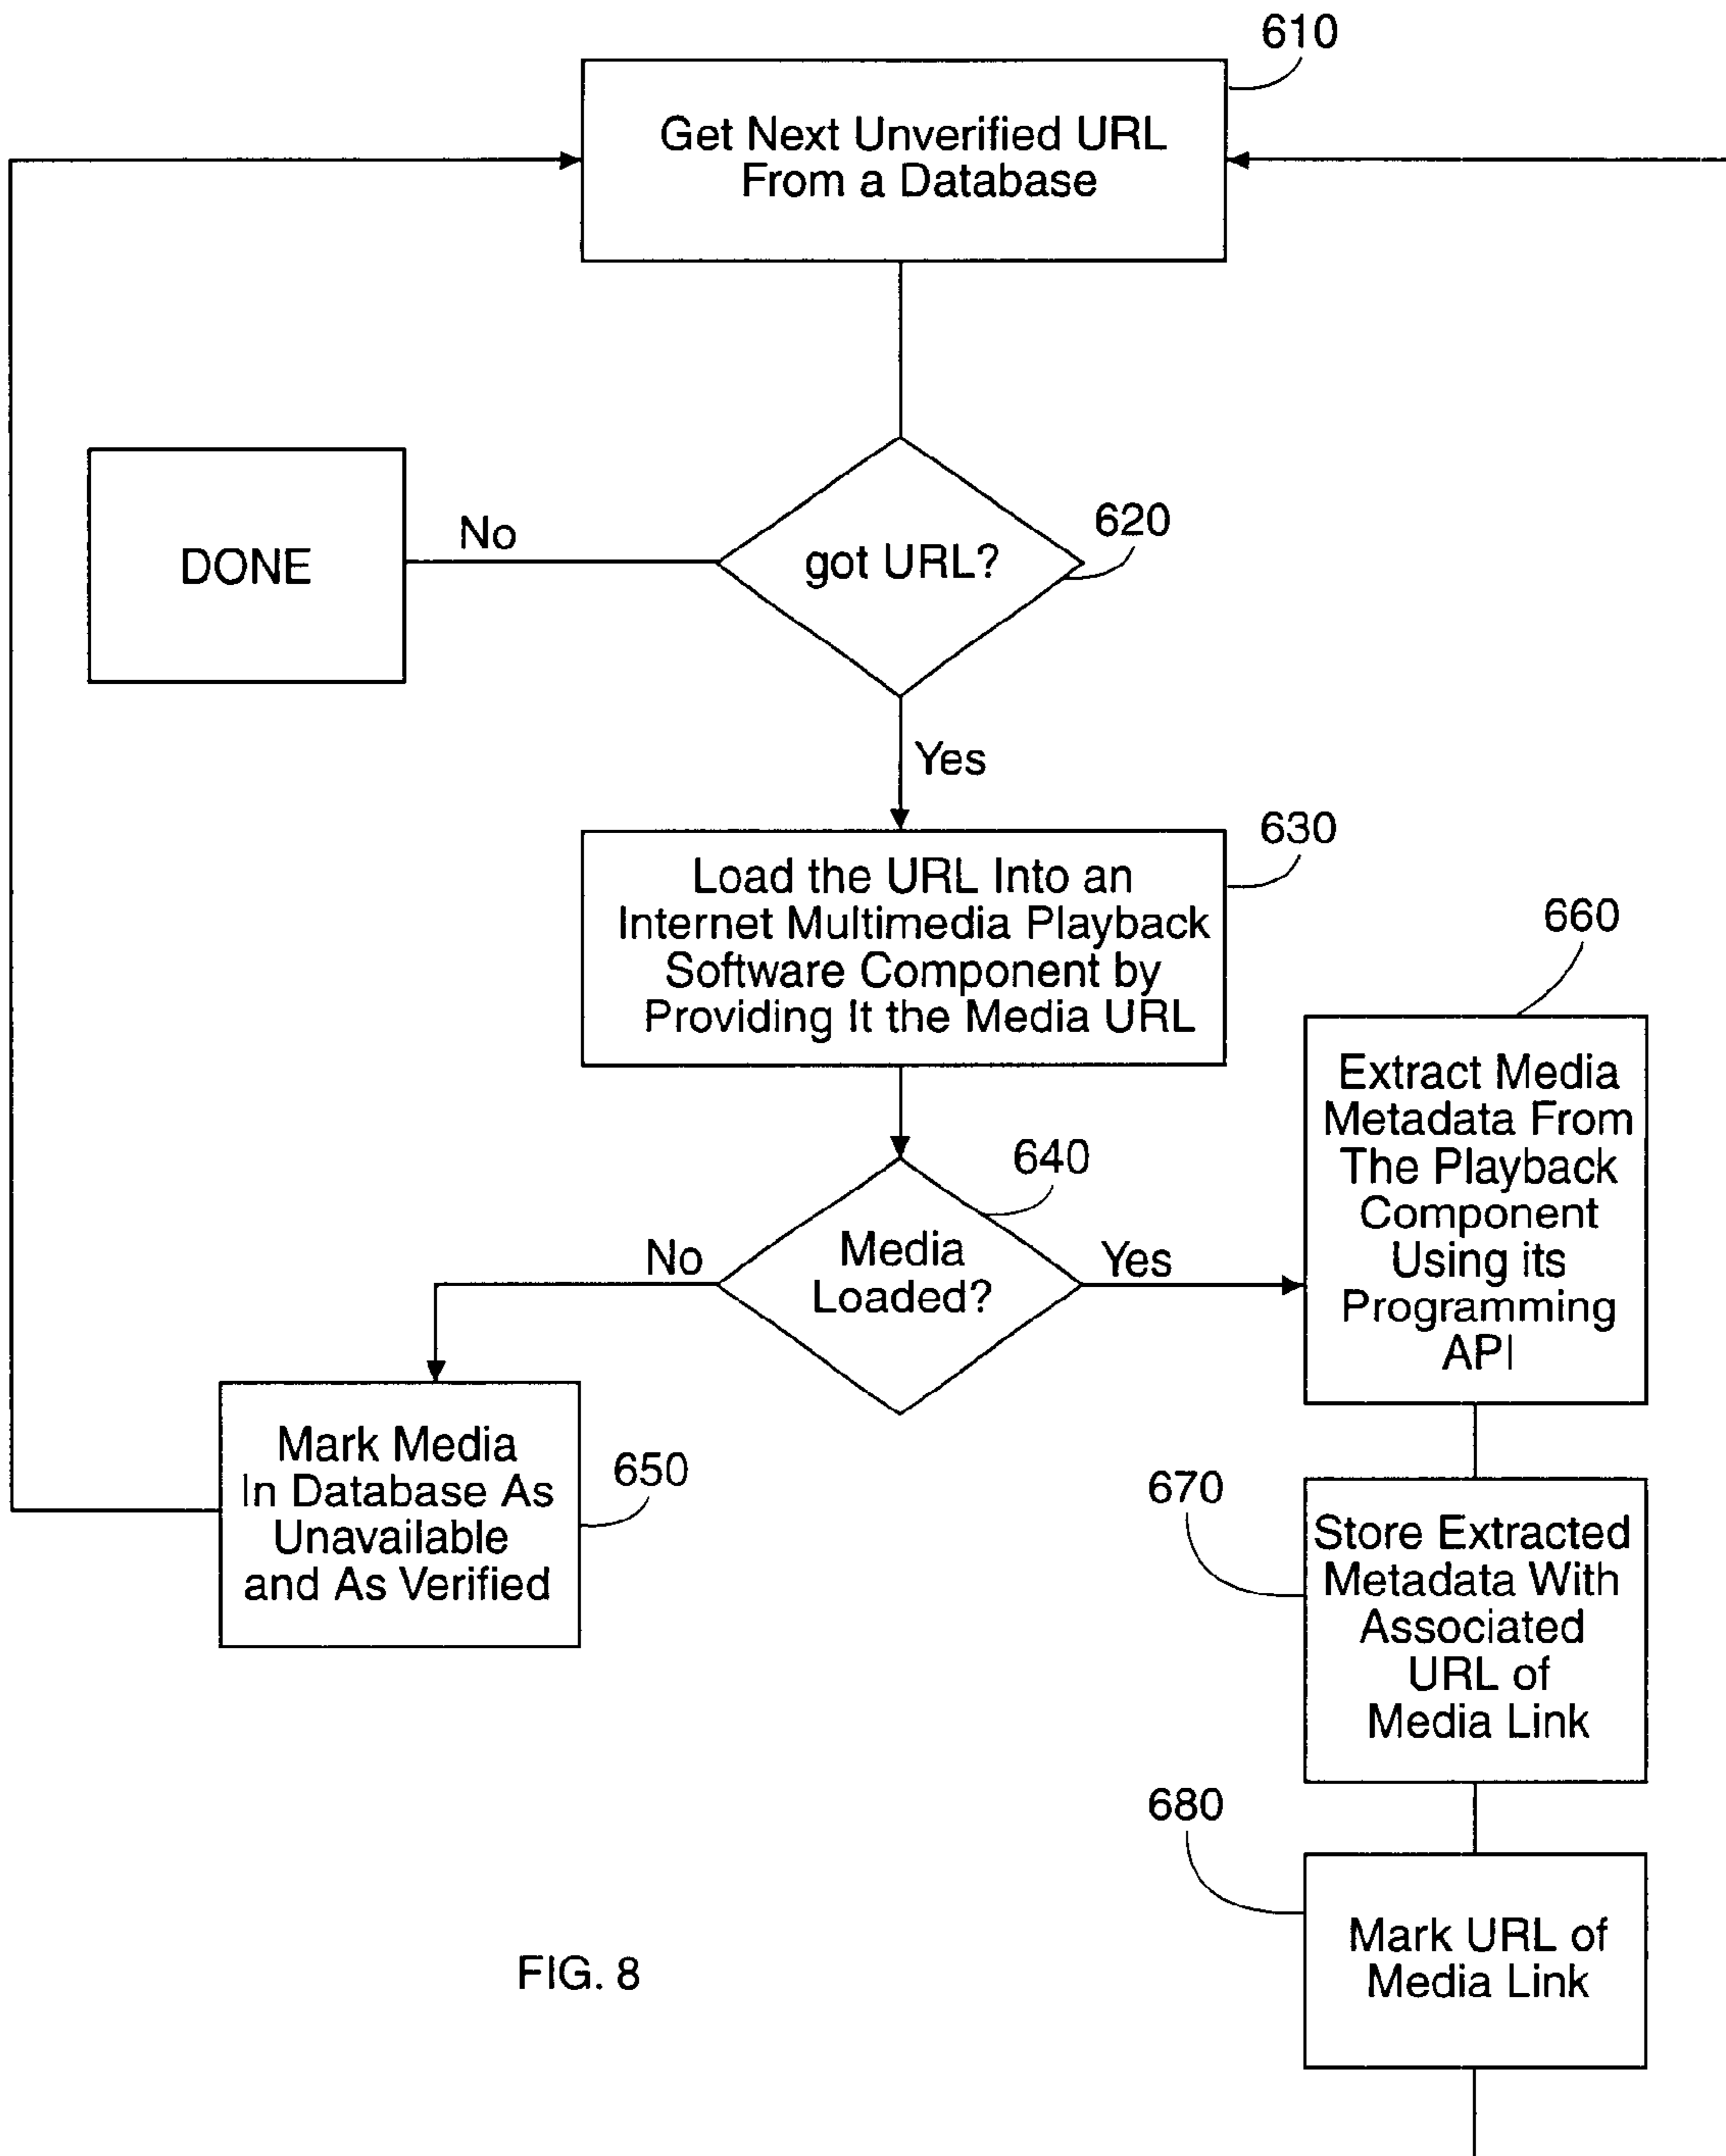 610
Get Next Unverified URL
From a Database
DONE
No
got URL?
620
Yes
630
Load the URL Into an
Internet Multimedia Playback
Software Component by
Providing It the Media URL
640
Media
Loaded?
No
Yes
650
Mark Media
In Database As
Unavailable
and As Verified
660
Extract Media
Metadata From
The Playback
Component
Using its
Programming
API
670
Store Extracted
Metadata With
Associated
URL of
Media Link
680
Mark URL of
Media Link
FIG. 8